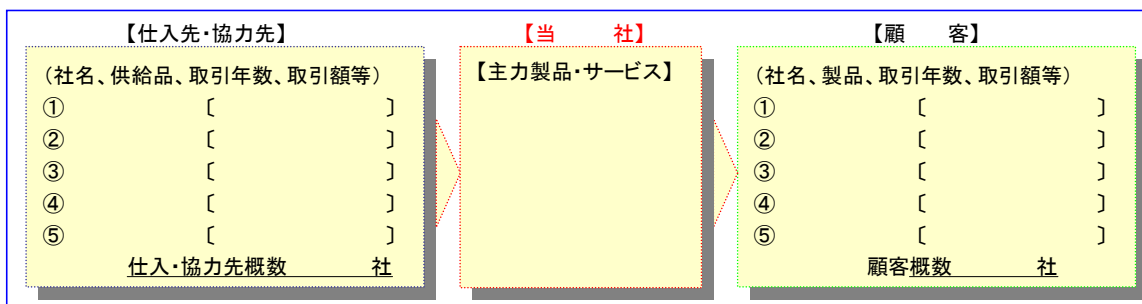 【仕入先・協力先】
（社名、供給品、取引年数、取引額等）
① 〔 〕
② 〔 〕
③ 〔 〕
④ 〔 〕
⑤ 〔 〕
仕入・協力先概数 社
【当 社】
【主力製品・サービス】
【顧 客】
（社名、製品、取引年数、取引額等）
① 〔 〕
② 〔 〕
③ 〔 〕
④ 〔 〕
⑤ 〔 〕
顧客概数 社